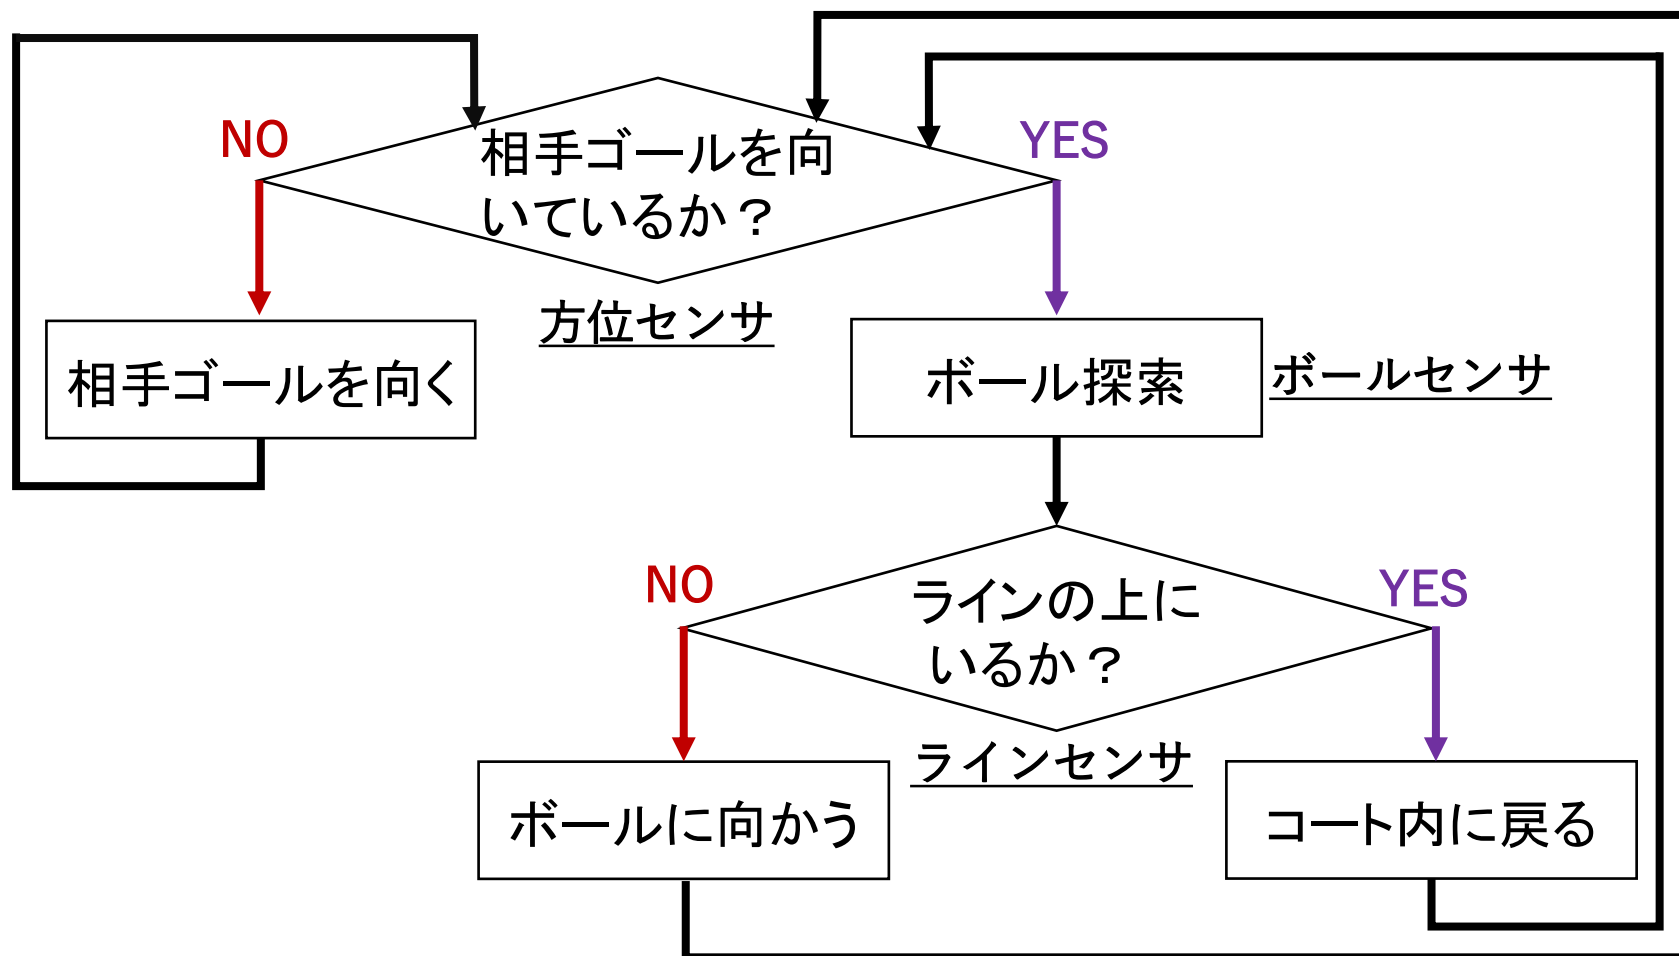 NO
相手ゴールを向
いているか？
YES
方位センサ
相手ゴールを向く
ボール探索
ボールセンサ
NO
ラインの上に
いるか？
YES
ラインセンサ
ボールに向かう
コート内に戻る